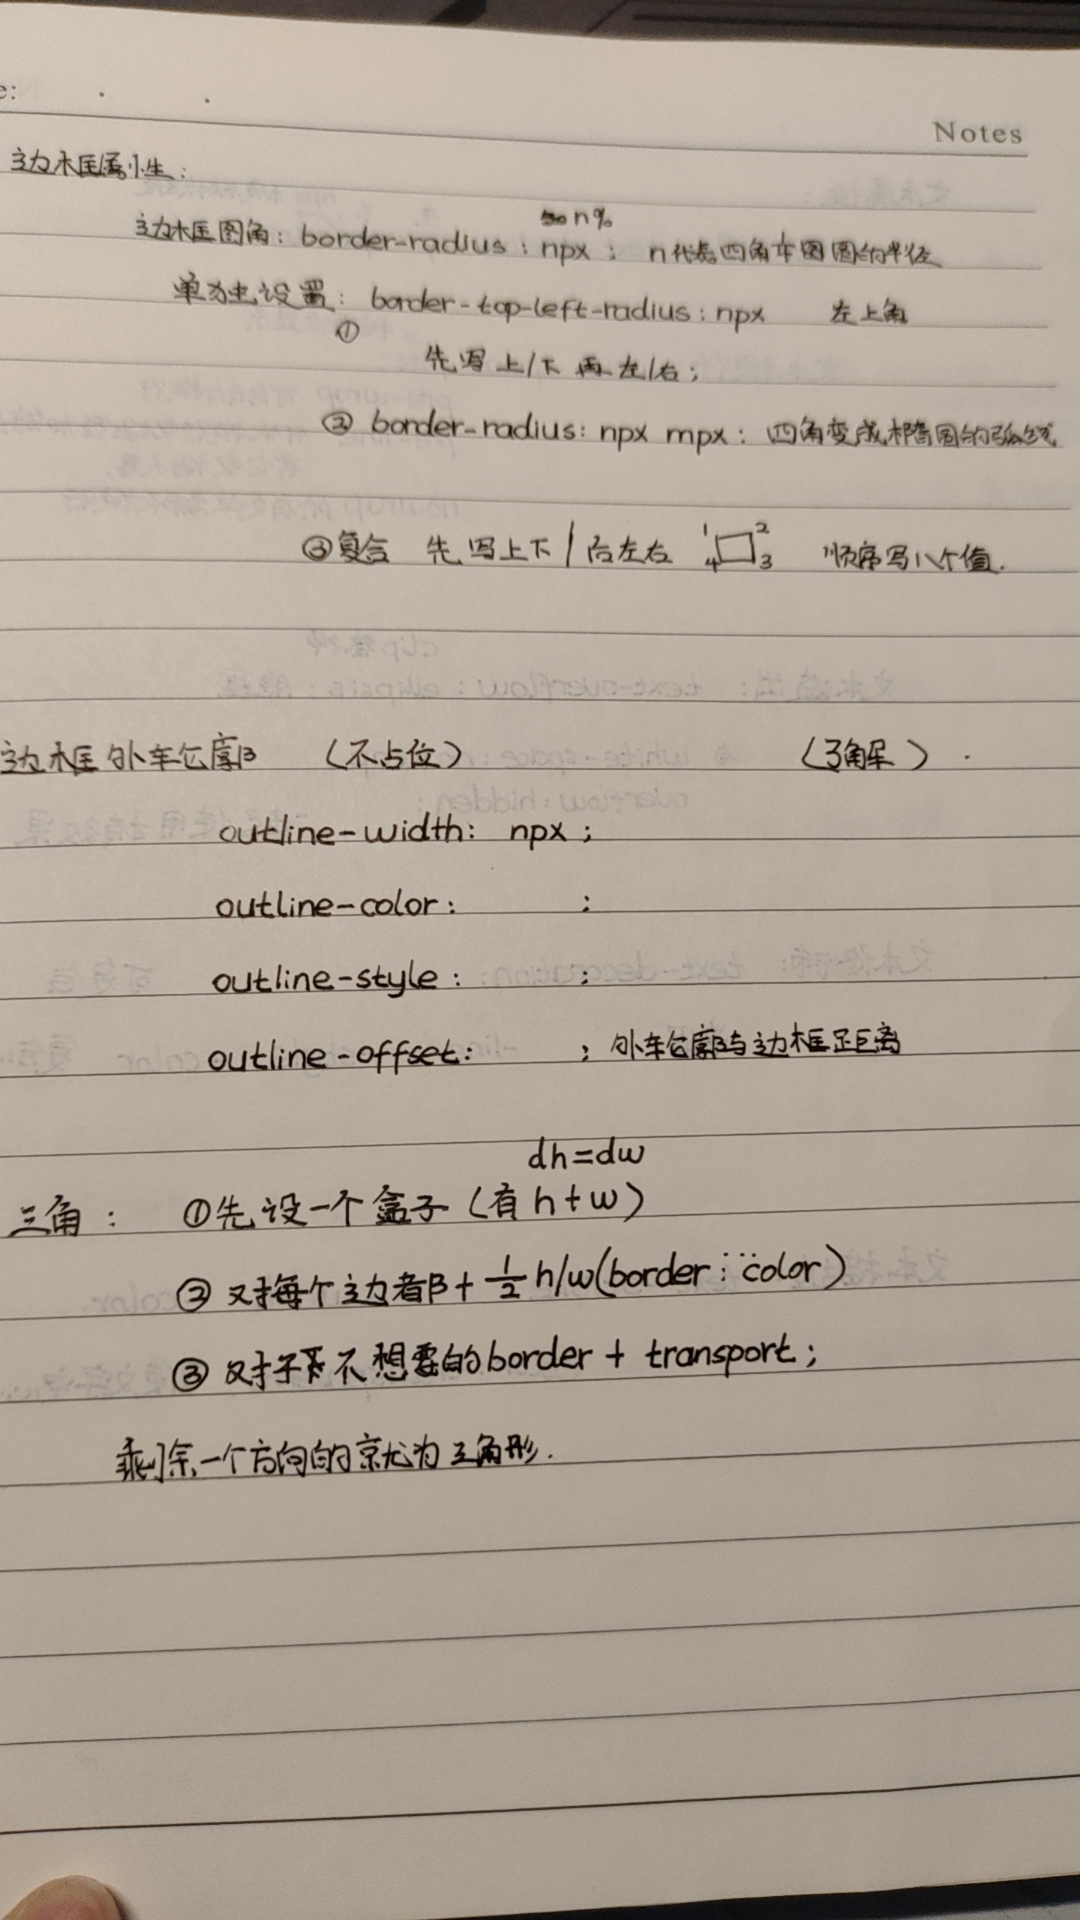 e:
Notes
边框属性:
或n%
边框圆角: border-radius: npx; n代表四角本圆圆的半径
单独设置: border-top-left-radius: npx 左上角
①
先写上/下 再左/右;
② border-radius: npx mpx: 四角变成椭圆的弧线
③复合 先写上下/后左右 1 2 3 4 顺序写八个值.
边框外轮廓 (不占位) (了解).
outline-width: npx;
outline-color: ;
outline-style: ;
outline-offset: ; 外轮廓与边框距离
dh=dw
三角: ①先设一个盒子(有h+w)
② 对每个边都+ 1/2 h/w(border: ... color)
③ 对于不想要的border + transport;
剩余一个方向的就为三角形.